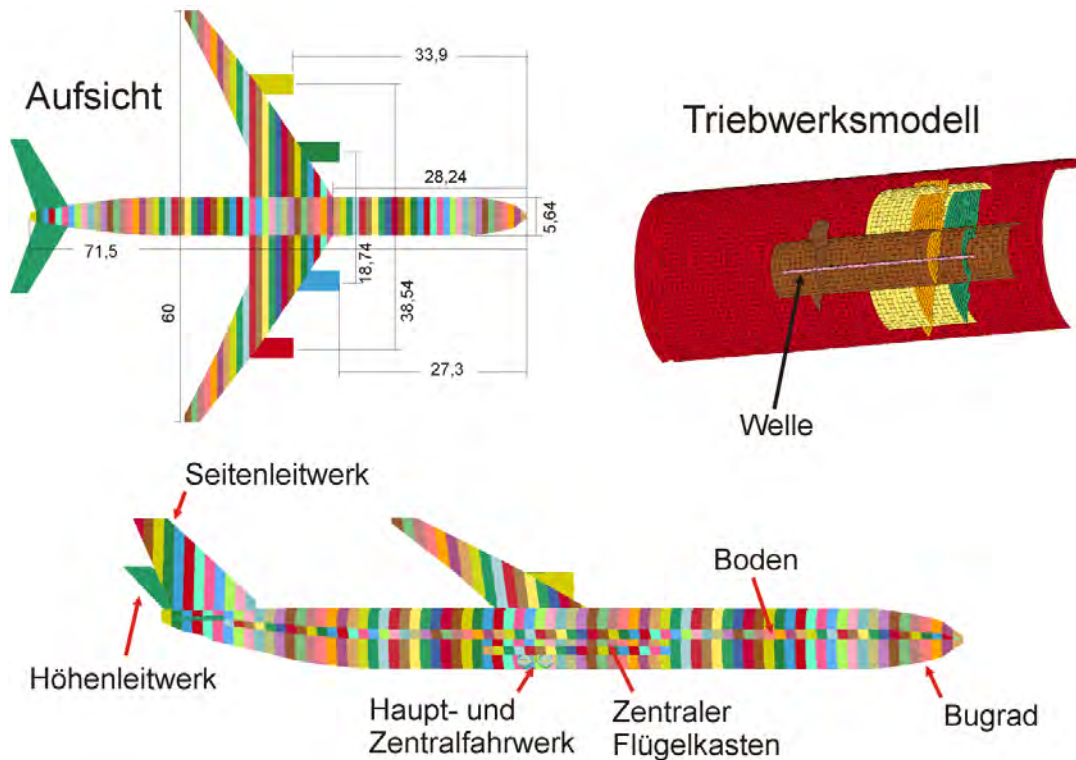 Aufsicht
33,9
28,24
5,64
71,5
18,74
38,54
60
27,3
Triebwerksmodell
Welle
Seitenleitwerk
Höhenleitwerk
Haupt- und
Zentralfahrwerk
Zentraler
Flügelkasten
Boden
Bugrad